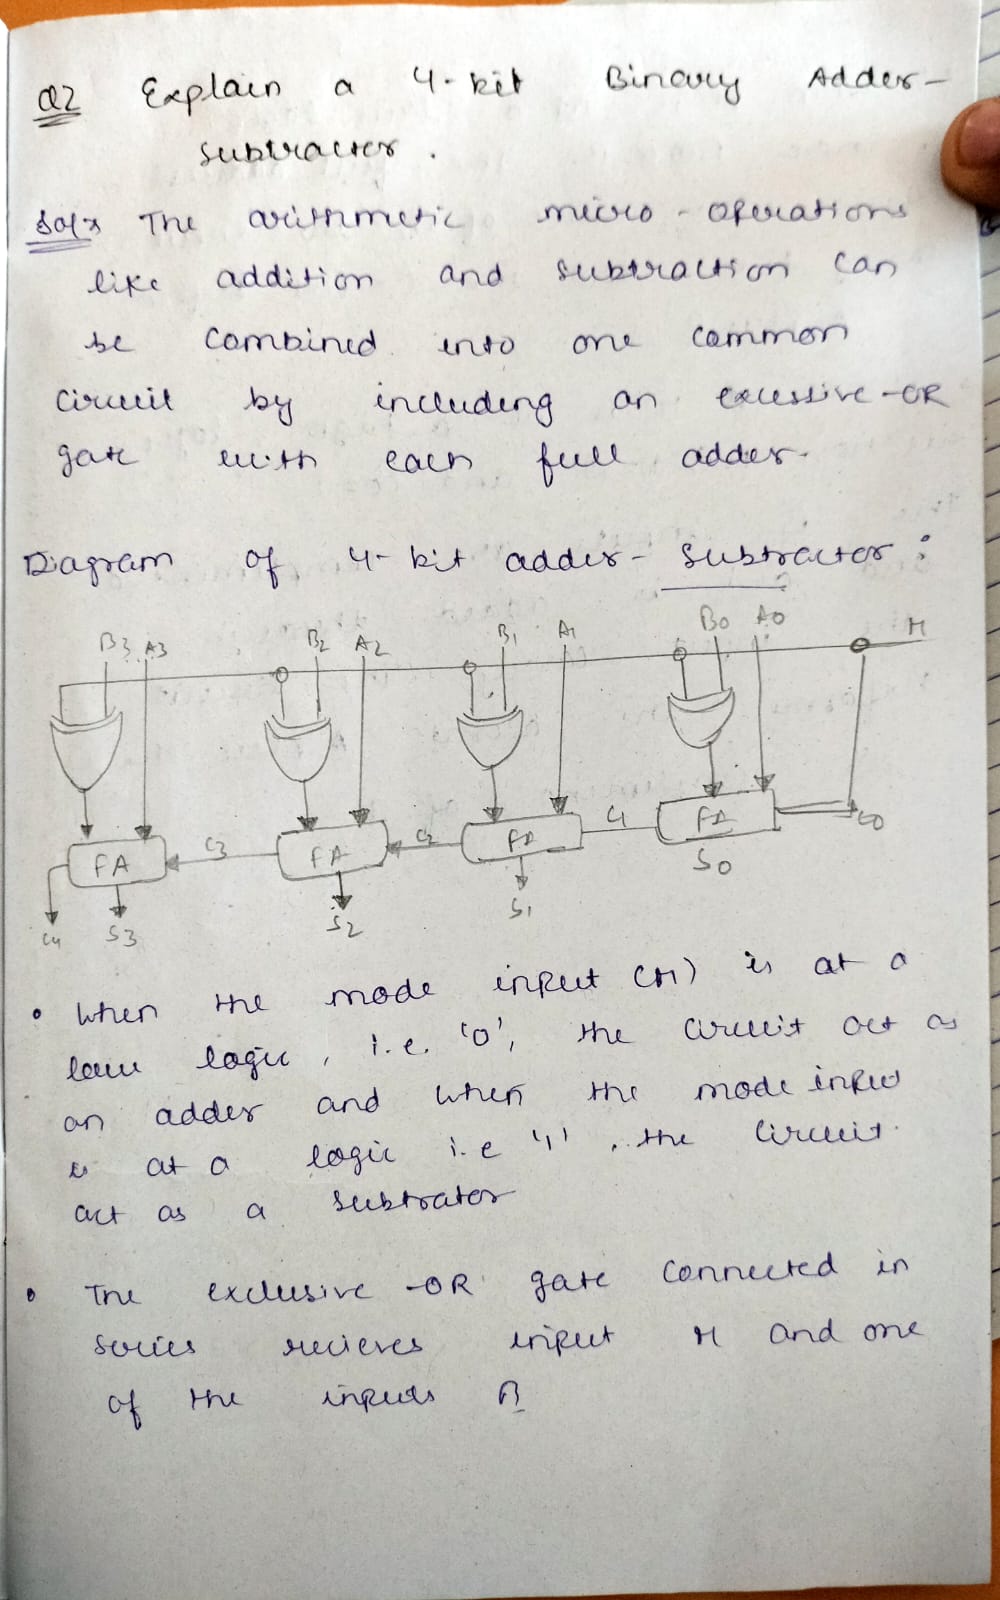 Q2 Explain a 4-bit Binary Adder-
subtractor.
Soln The arithmetic micro-operations
like addition and subtraction can
be combined into one common
circuit by including an excessive-OR
gate with each full adder.
Diagram of 4-bit adder-subtractor:
B3 A3 B2 A2 B1 A1 B0 A0 M
FA C3 FA C2 FA C1 FA C0
C4 S3 S2 S1 S0
• When the mode input (M) is at a
low logic, i.e. '0', the circuit act as
an adder and when the mode input
is at a logic i.e '1', the circuit
act as a subtrator
• The exclusive-OR gate connected in
series recieves input M and one
of the inputs B